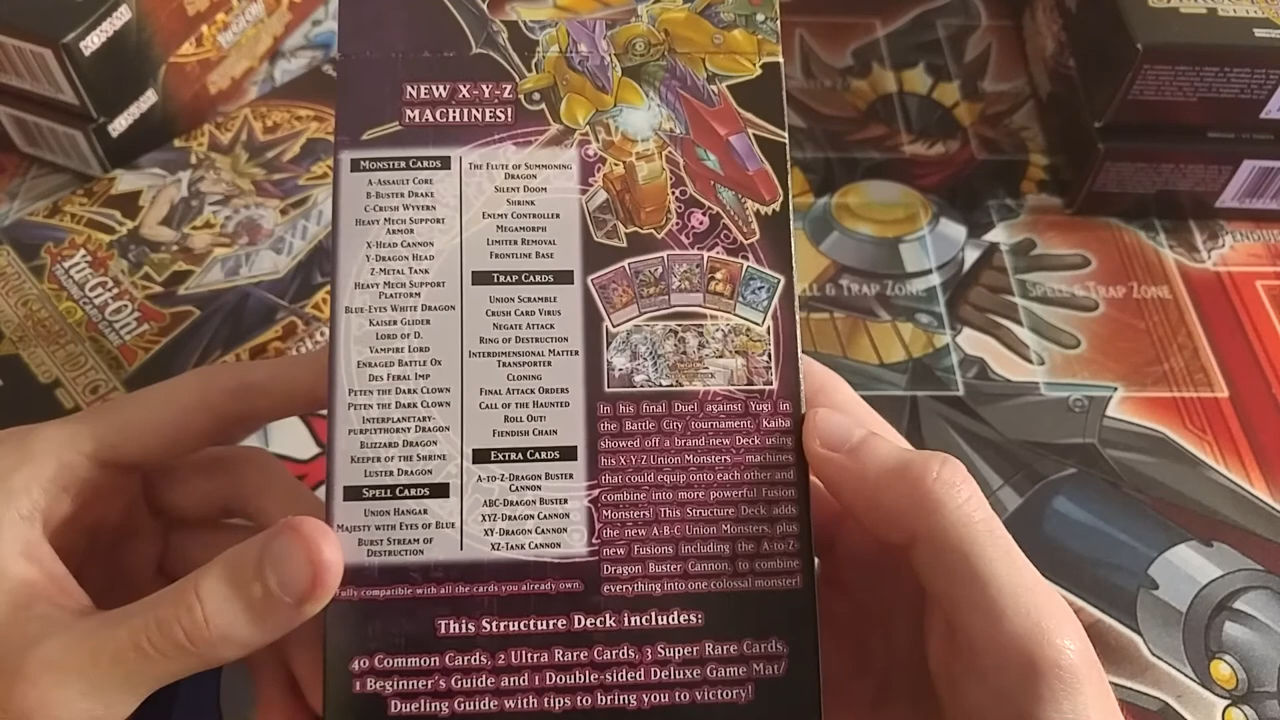 KONAMI
KONAMI
Yu-Gi-Oh!
Yu-Gi-Oh!
TRADING CARD GAME
STRUCTURE DECK
NEW X-Y-Z
MACHINES!
MONSTER CARDS
A-ASSAULT CORE
B-BUSTER DRAKE
C-CRUSH WYVERN
HEAVY MECH SUPPORT
ARMOR
X-HEAD CANNON
Y-DRAGON HEAD
Z-METAL TANK
HEAVY MECH SUPPORT
PLATFORM
BLUE-EYES WHITE DRAGON
KAISER GLIDER
LORD OF D.
VAMPIRE LORD
ENRAGED BATTLE OX
DES FERAL IMP
PETEN THE DARK CLOWN
PETEN THE DARK CLOWN
INTERPLANETARY-
PURPLYTHORNY DRAGON
BLIZZARD DRAGON
KEEPER OF THE SHRINE
LUSTER DRAGON
SPELL CARDS
UNION HANGAR
MAJESTY WITH EYES OF BLUE
BURST STREAM OF
DESTRUCTION
THE FLUTE OF SUMMONING
DRAGON
SILENT DOOM
SHRINK
ENEMY CONTROLLER
MEGAMORPH
LIMITER REMOVAL
FRONTLINE BASE
TRAP CARDS
UNION SCRAMBLE
CRUSH CARD VIRUS
NEGATE ATTACK
RING OF DESTRUCTION
INTERDIMENSIONAL MATTER
TRANSPORTER
CLONING
FINAL ATTACK ORDERS
CALL OF THE HAUNTED
ROLL OUT!
FIENDISH CHAIN
EXTRA CARDS
A-TO-Z-DRAGON BUSTER
CANNON
ABC-DRAGON BUSTER
XYZ-DRAGON CANNON
XY-DRAGON CANNON
XZ-TANK CANNON
In his final Duel against Yugi in
the Battle City tournament, Kaiba
showed off a brand-new Deck using
his X-Y-Z Union Monsters — machines
that could equip onto each other and
combine into more powerful Fusion
Monsters! This Structure Deck adds
the new A-B-C Union Monsters, plus
new Fusions including the A-to-Z-
Dragon Buster Cannon, to combine
everything into one colossal monster!
Fully compatible with all the cards you already own.
This Structure Deck includes:
40 Common Cards, 2 Ultra Rare Cards, 3 Super Rare Cards,
1 Beginner's Guide and 1 Double-sided Deluxe Game Mat/
Dueling Guide with tips to bring you to victory!
SPELL & TRAP ZONE